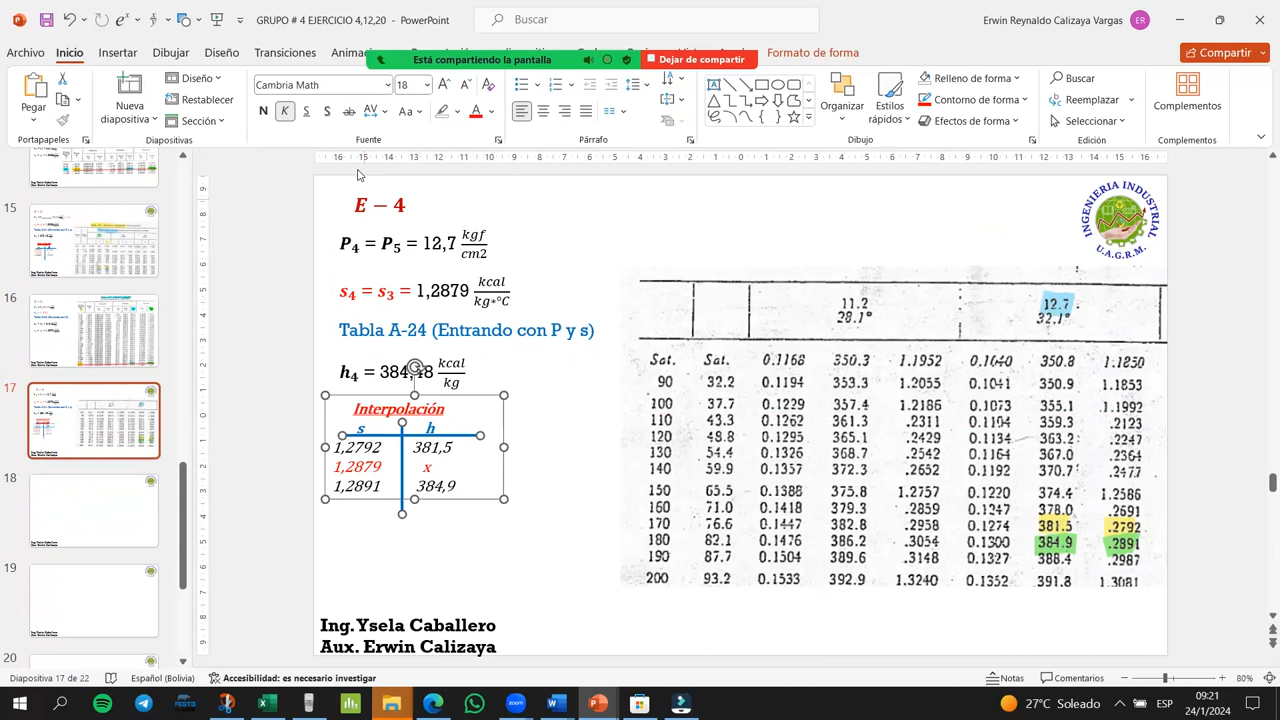 GRUPO # 4 EJERCICIO 4,12,20 - PowerPoint
Buscar
Erwin Reynaldo Calizaya Vargas
ER
Archivo Inicio Insertar Dibujar Diseño Transiciones Formato de forma
Está compartiendo la pantalla
Dejar de compartir
Compartir
Pegar
Portapapeles
Nueva diapositiva
Diseño
Restablecer
Sección
Diapositivas
Cambria Math 18
Fuente
Párrafo
Organizar
Estilos rápidos
Relleno de forma
Contorno de forma
Efectos de forma
Dibujo
Buscar
Reemplazar
Seleccionar
Edición
Complementos
Complementos
15
16
17
18
19
20
E − 4
P4 = P5 = 12,7 kgf/cm2
s4 = s3 = 1,2879 kcal/kg*°C
Tabla A-24 (Entrando con P y s)
h4 = 384,48 kcal/kg
Interpolación
s h
1,2792 381,5
1,2879 x
1,2891 384,9
INGENIERIA INDUSTRIAL
U.A.G.R.M.
11.2 12.7
28.1° 32.1°
Sat. Sat. 0.1168 350.3 1.1952 0.1040 350.8 1.1850
90 32.2 0.1194 353.3 1.2055 0.1041 350.9 1.1853
100 37.7 0.1229 357.4 1.2186 0.1073 355.1 1.1992
110 43.3 0.1262 361.3 .2311 0.1104 359.3 .2123
120 48.8 0.1295 365.1 .2429 0.1134 363.2 .2247
130 54.4 0.1326 368.7 .2542 0.1164 367.0 .2364
140 59.9 0.1357 372.3 .2652 0.1192 370.7 .2477
150 65.5 0.1388 375.8 1.2757 0.1220 374.4 1.2586
160 71.0 0.1418 379.3 .2859 0.1247 378.0 .2691
170 76.6 0.1447 382.8 .2958 0.1274 381.5 .2792
180 82.1 0.1476 386.2 .3054 0.1300 384.9 .2891
190 87.7 0.1504 389.6 .3148 0.1327 388.4 .2987
200 93.2 0.1533 392.9 1.3240 0.1352 391.8 1.3081
Ing. Ysela Caballero
Aux. Erwin Calizaya
Diapositiva 17 de 22
Español (Bolivia)
Accesibilidad: es necesario investigar
Notas
Comentarios
80%
27°C Soleado
ESP
09:21
24/1/2024